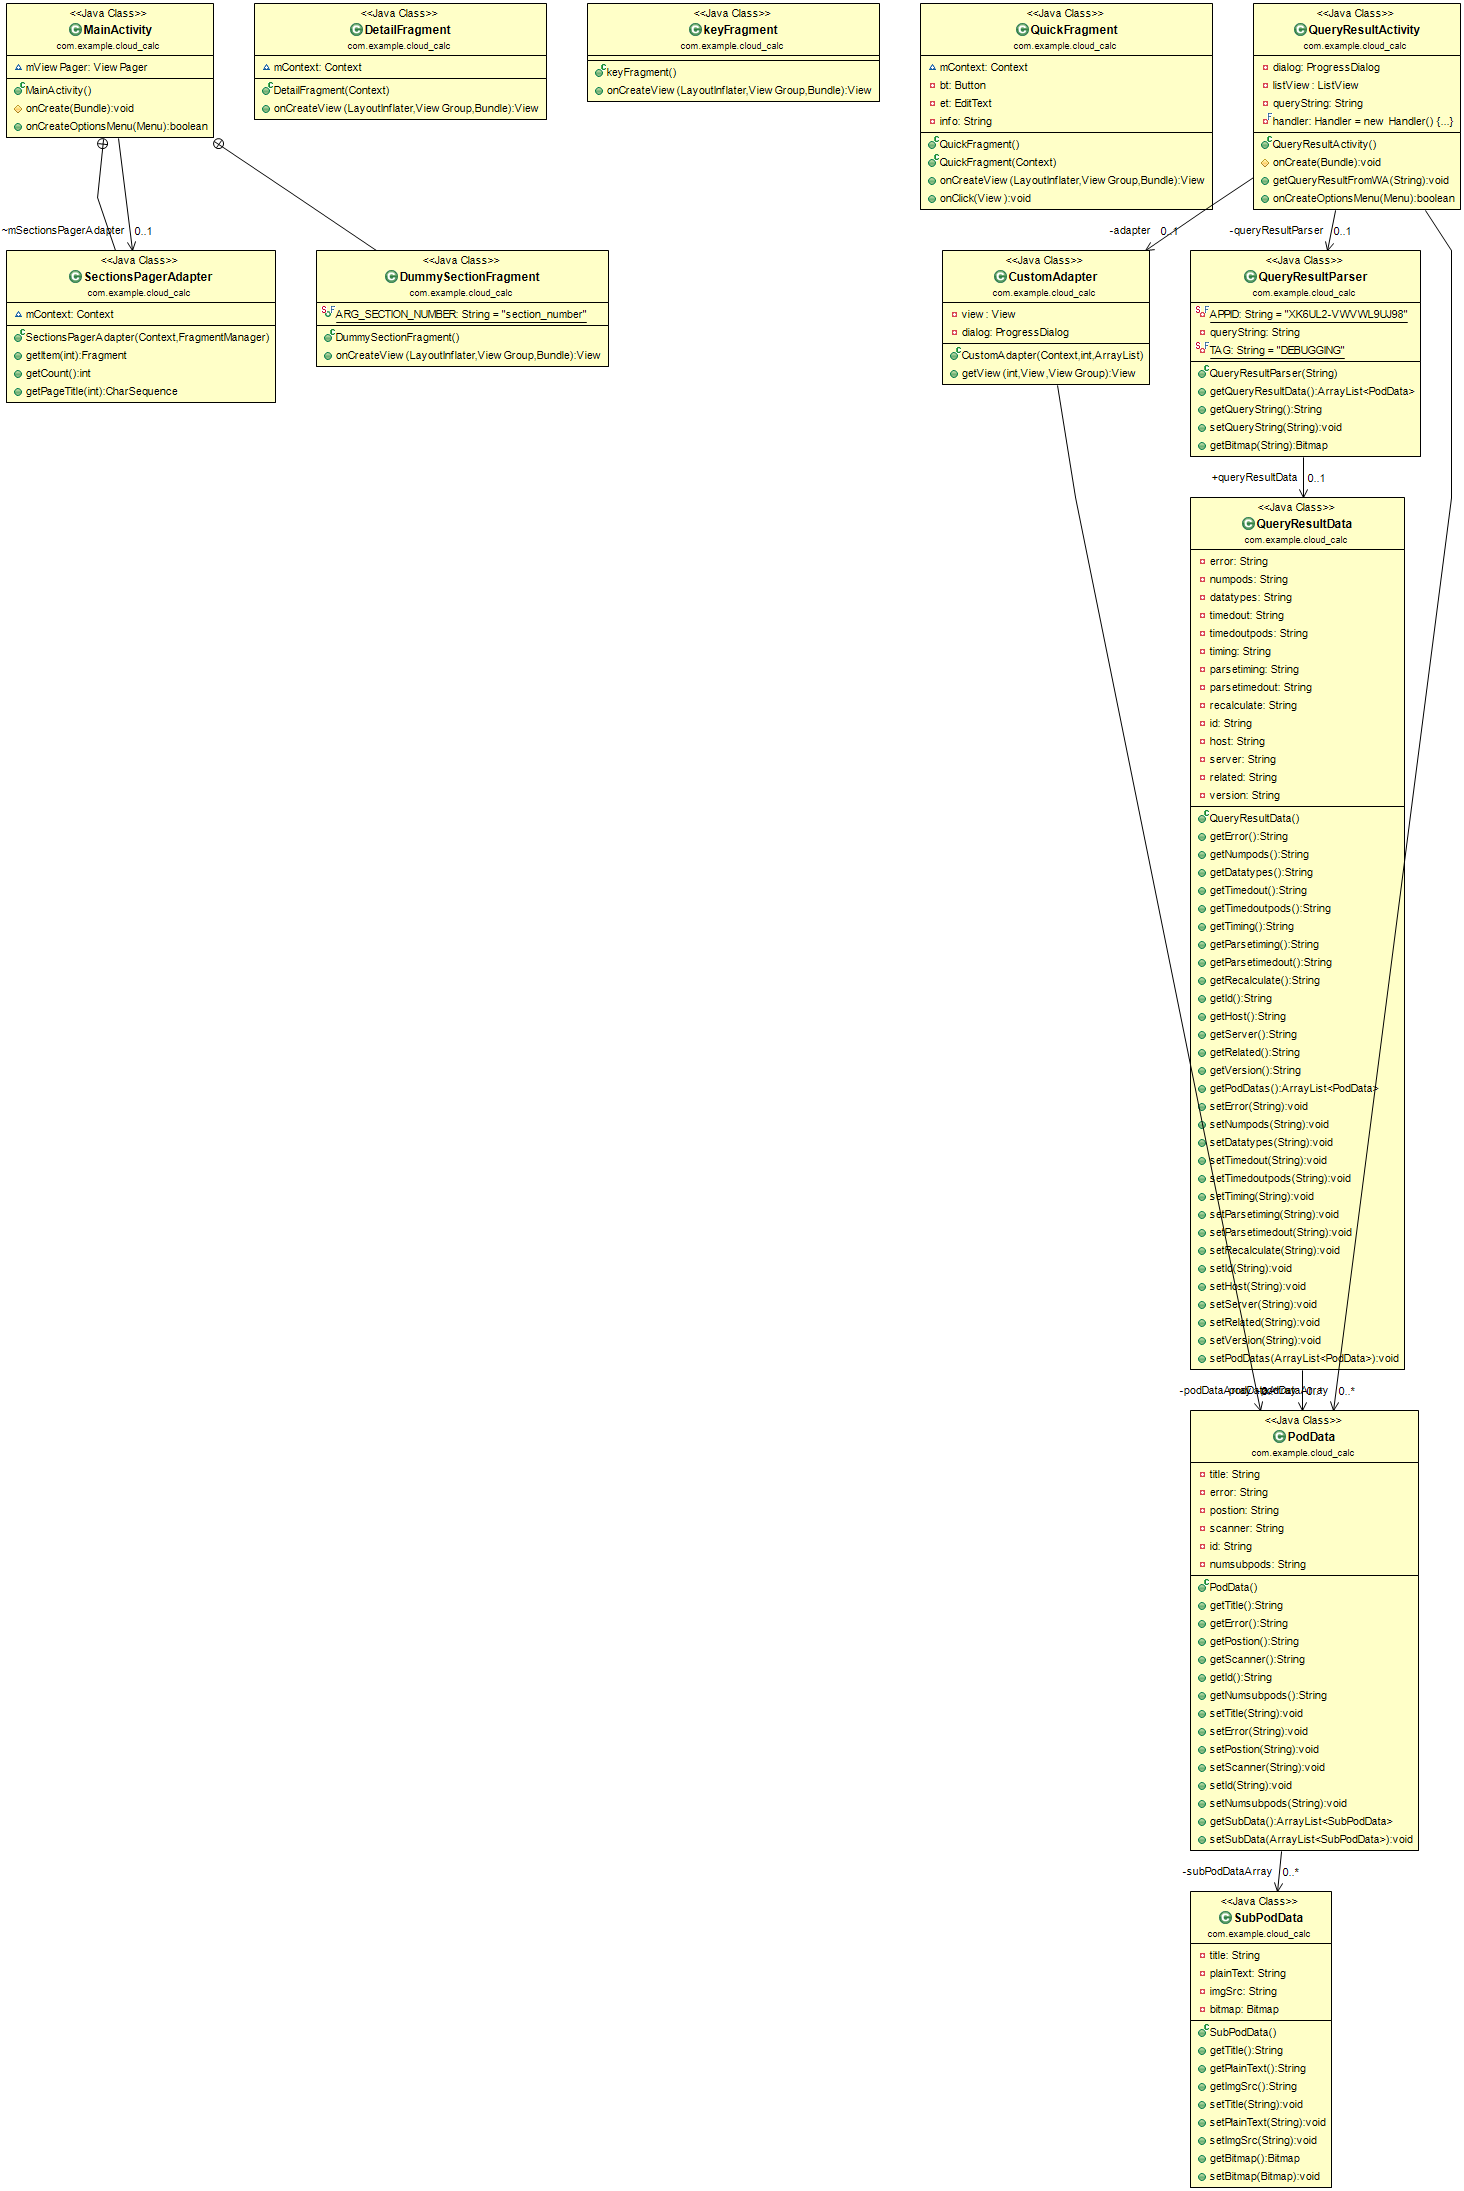 <<Java Class>>
MainActivity
com.example.cloud_calc
mViewPager: ViewPager
MainActivity()
onCreate(Bundle):void
onCreateOptionsMenu(Menu):boolean
<<Java Class>>
DetailFragment
com.example.cloud_calc
mContext: Context
DetailFragment(Context)
onCreateView(LayoutInflater,ViewGroup,Bundle):View
<<Java Class>>
keyFragment
com.example.cloud_calc
keyFragment()
onCreateView(LayoutInflater,ViewGroup,Bundle):View
<<Java Class>>
QuickFragment
com.example.cloud_calc
mContext: Context
bt: Button
et: EditText
info: String
QuickFragment()
QuickFragment(Context)
onCreateView(LayoutInflater,ViewGroup,Bundle):View
onClick(View):void
<<Java Class>>
QueryResultActivity
com.example.cloud_calc
dialog: ProgressDialog
listView: ListView
queryString: String
handler: Handler = new Handler() {...}
QueryResultActivity()
onCreate(Bundle):void
getQueryResultFromWA(String):void
onCreateOptionsMenu(Menu):boolean
~mSectionsPagerAdapter 0..1
-adapter 0..1
-queryResultParser 0..1
<<Java Class>>
SectionsPagerAdapter
com.example.cloud_calc
mContext: Context
SectionsPagerAdapter(Context,FragmentManager)
getItem(int):Fragment
getCount():int
getPageTitle(int):CharSequence
<<Java Class>>
DummySectionFragment
com.example.cloud_calc
ARG_SECTION_NUMBER: String = "section_number"
DummySectionFragment()
onCreateView(LayoutInflater,ViewGroup,Bundle):View
<<Java Class>>
CustomAdapter
com.example.cloud_calc
view: View
dialog: ProgressDialog
CustomAdapter(Context,int,ArrayList)
getView(int,View,ViewGroup):View
<<Java Class>>
QueryResultParser
com.example.cloud_calc
APPID: String = "XK6UL2-VWVWL9UJ98"
queryString: String
TAG: String = "DEBUGGING"
QueryResultParser(String)
getQueryResultData():ArrayList<PodData>
getQueryString():String
setQueryString(String):void
getBitmap(String):Bitmap
+queryResultData 0..1
<<Java Class>>
QueryResultData
com.example.cloud_calc
error: String
numpods: String
datatypes: String
timedout: String
timedoutpods: String
timing: String
parsetiming: String
parsetimedout: String
recalculate: String
id: String
host: String
server: String
related: String
version: String
QueryResultData()
getError():String
getNumpods():String
getDatatypes():String
getTimedout():String
getTimedoutpods():String
getTiming():String
getParsetiming():String
getParsetimedout():String
getRecalculate():String
getId():String
getHost():String
getServer():String
getRelated():String
getVersion():String
getPodDatas():ArrayList<PodData>
setError(String):void
setNumpods(String):void
setDatatypes(String):void
setTimedout(String):void
setTimedoutpods(String):void
setTiming(String):void
setParsetiming(String):void
setParsetimedout(String):void
setRecalculate(String):void
setId(String):void
setHost(String):void
setServer(String):void
setRelated(String):void
setVersion(String):void
setPodDatas(ArrayList<PodData>):void
-podDataArray 0..* 0..*
<<Java Class>>
PodData
com.example.cloud_calc
title: String
error: String
postion: String
scanner: String
id: String
numsubpods: String
PodData()
getTitle():String
getError():String
getPostion():String
getScanner():String
getId():String
getNumsubpods():String
setTitle(String):void
setError(String):void
setPostion(String):void
setScanner(String):void
setId(String):void
setNumsubpods(String):void
getSubData():ArrayList<SubPodData>
setSubData(ArrayList<SubPodData>):void
-subPodDataArray 0..*
<<Java Class>>
SubPodData
com.example.cloud_calc
title: String
plainText: String
imgSrc: String
bitmap: Bitmap
SubPodData()
getTitle():String
getPlainText():String
getImgSrc():String
setTitle(String):void
setPlainText(String):void
setImgSrc(String):void
getBitmap():Bitmap
setBitmap(Bitmap):void